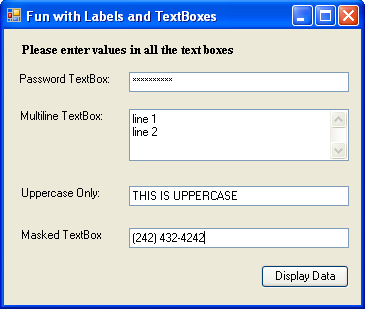 Fun with Labels and TextBoxes
Please enter values in all the text boxes
Password TextBox: **********
Multiline TextBox: line 1
line 2
Uppercase Only: THIS IS UPPERCASE
Masked TextBox (242) 432-4242
Display Data